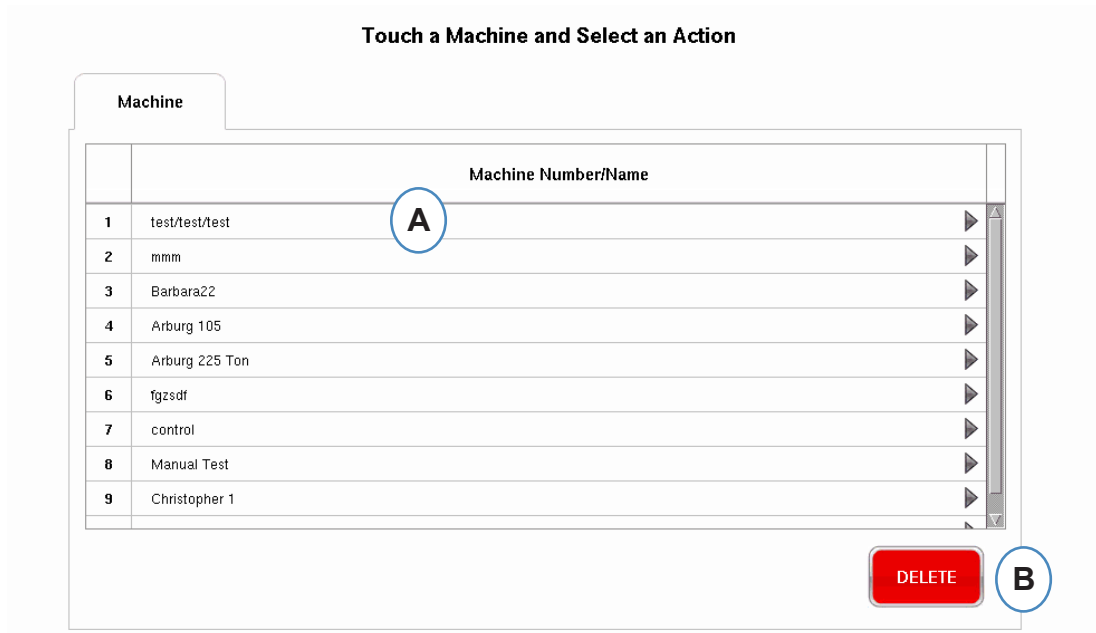 Touch a Machine and Select an Action
Machine
Machine Number/Name
1 test/test/test A
2 mmm
3 Barbara22
4 Arburg 105
5 Arburg 225 Ton
6 fgzsdf
7 control
8 Manual Test
9 Christopher 1
DELETE B